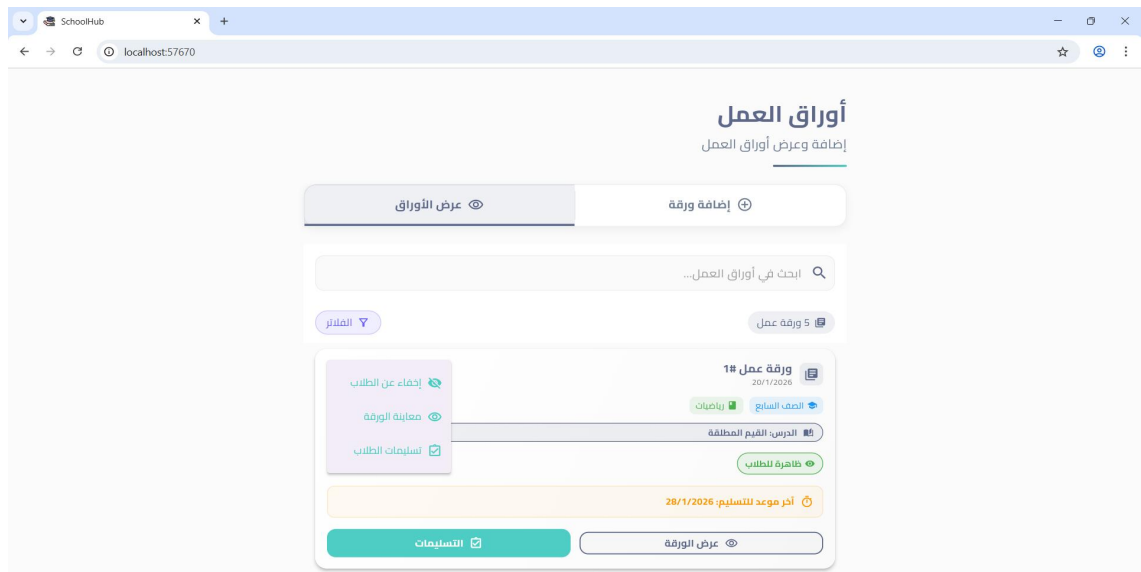 SchoolHub
localhost:57670
أوراق العمل
إضافة وعرض أوراق العمل
إضافة ورقة
عرض الأوراق
ابحث في أوراق العمل...
5 ورقة عمل
الفلاتر
ورقة عمل #1
20/1/2026
الصف السابع
رياضيات
الدرس: القيم المطلقة
ظاهرة للطلاب
إخفاء عن الطلاب
معاينة الورقة
تسليمات الطلاب
آخر موعد للتسليم: 28/1/2026
عرض الورقة
التسليمات